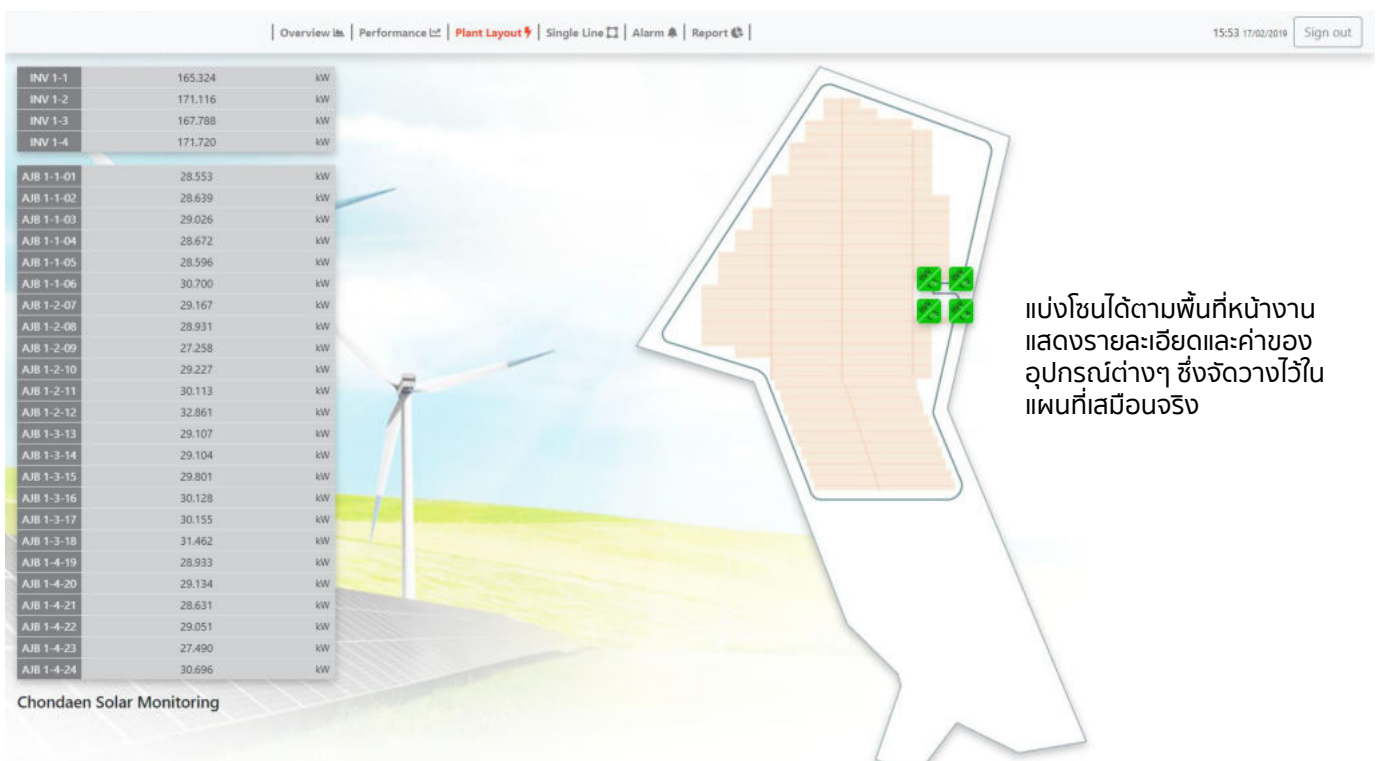 Overview | Performance | Plant Layout | Single Line | Alarm | Report
15:53 17/02/2019 Sign out
INV 1-1 165.324 kW
INV 1-2 171.116 kW
INV 1-3 167.788 kW
INV 1-4 171.720 kW
AJB 1-1-01 28.553 kW
AJB 1-1-02 28.639 kW
AJB 1-1-03 29.026 kW
AJB 1-1-04 28.672 kW
AJB 1-1-05 28.596 kW
AJB 1-1-06 30.700 kW
AJB 1-2-07 29.167 kW
AJB 1-2-08 28.931 kW
AJB 1-2-09 27.258 kW
AJB 1-2-10 29.227 kW
AJB 1-2-11 30.113 kW
AJB 1-2-12 32.861 kW
AJB 1-3-13 29.107 kW
AJB 1-3-14 29.104 kW
AJB 1-3-15 29.801 kW
AJB 1-3-16 30.128 kW
AJB 1-3-17 30.155 kW
AJB 1-3-18 31.462 kW
AJB 1-4-19 28.933 kW
AJB 1-4-20 29.134 kW
AJB 1-4-21 28.631 kW
AJB 1-4-22 29.051 kW
AJB 1-4-23 27.490 kW
AJB 1-4-24 30.696 kW
Chondaen Solar Monitoring
แบ่งโซนได้ตามพื้นที่หน้างาน
แสดงรายละเอียดและค่าของ
อุปกรณ์ต่างๆ ซึ่งจัดวางไว้ใน
แผนที่เสมือนจริง